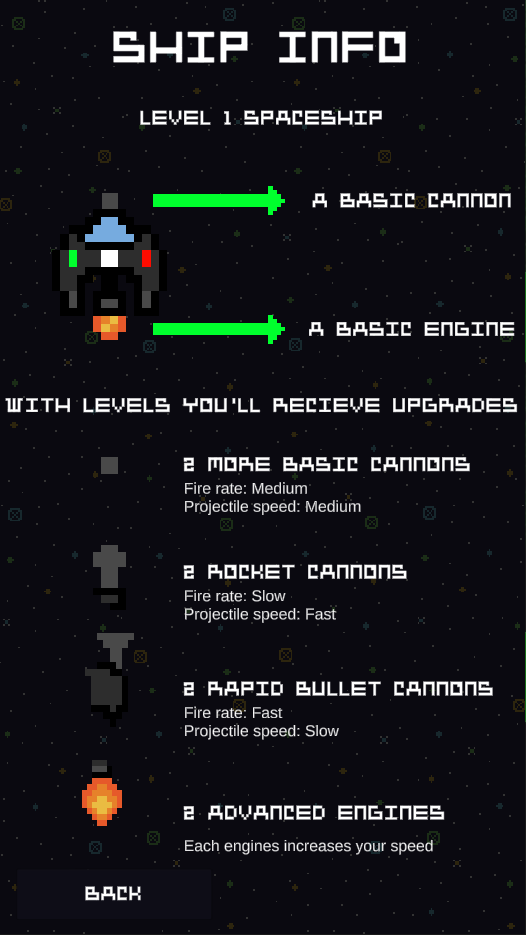 SHIP INFO
LEVEL 1 SPACESHIP
A BASIC CANNON
A BASIC ENGINE
WITH LEVELS YOU'LL RECIEVE UPGRADES
2 MORE BASIC CANNONS
Fire rate: Medium
Projectile speed: Medium
2 ROCKET CANNONS
Fire rate: Slow
Projectile speed: Fast
2 RAPID BULLET CANNONS
Fire rate: Fast
Projectile speed: Slow
2 ADVANCED ENGINES
Each engines increases your speed
BACK